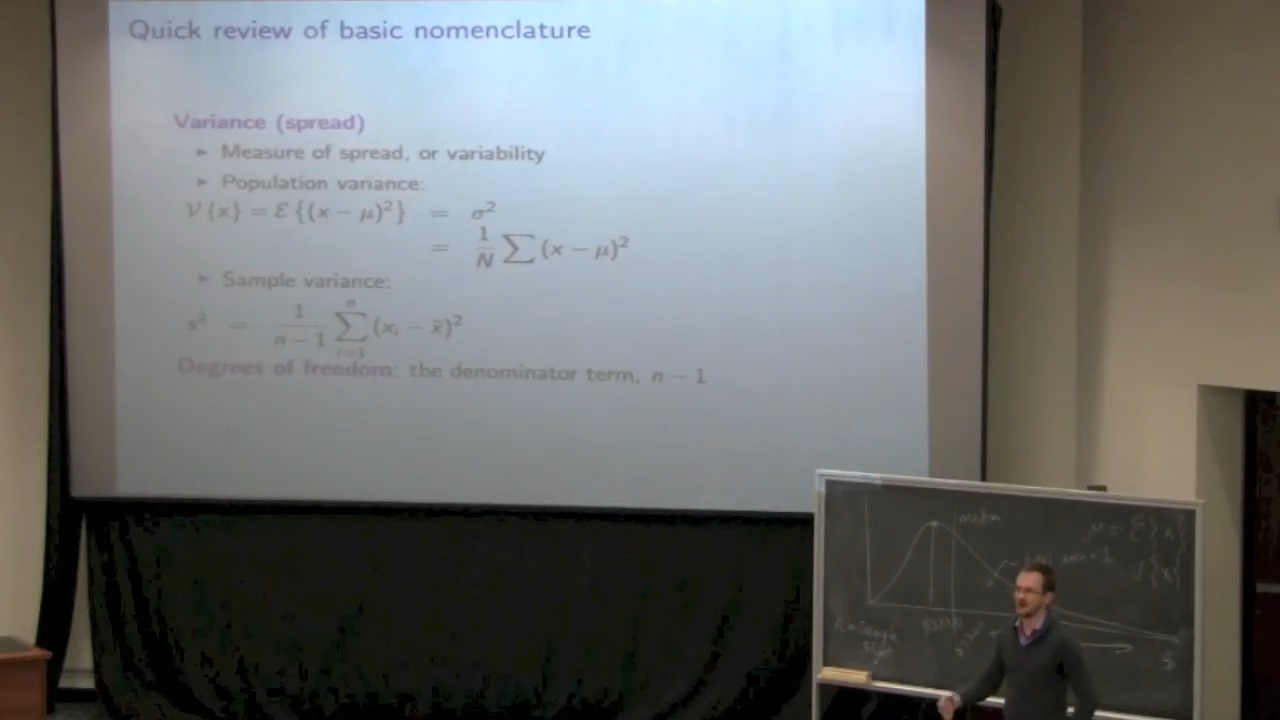 Quick review of basic nomenclature
Variance (spread)
► Measure of spread, or variability
► Population variance:
𝒱 {x} = ℰ {(x − μ)²} = σ²
= 1/N ∑ (x − μ)²
► Sample variance:
s² = 1/(n − 1) ∑ᵢ₌₁ⁿ (xᵢ − x̄)²
Degrees of freedom: the denominator term, n − 1
μ = ℰ{x}
𝒱{x}